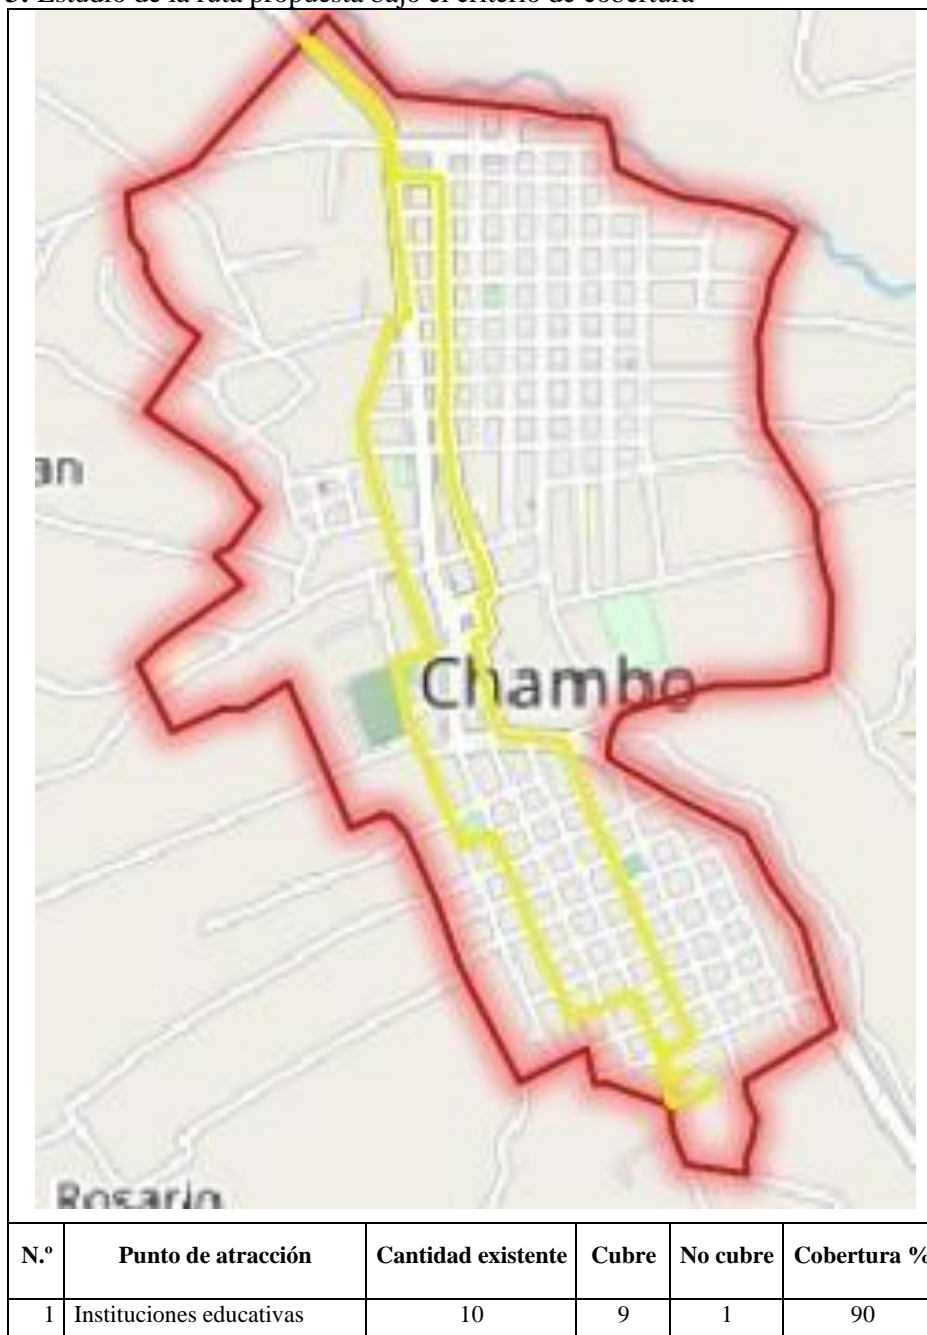 3. Estudio de la ruta propuesta bajo el criterio de cobertura
an
Chambo
Rosario
N.º Punto de atracción Cantidad existente Cubre No cubre Cobertura %
1 Instituciones educativas 10 9 1 90